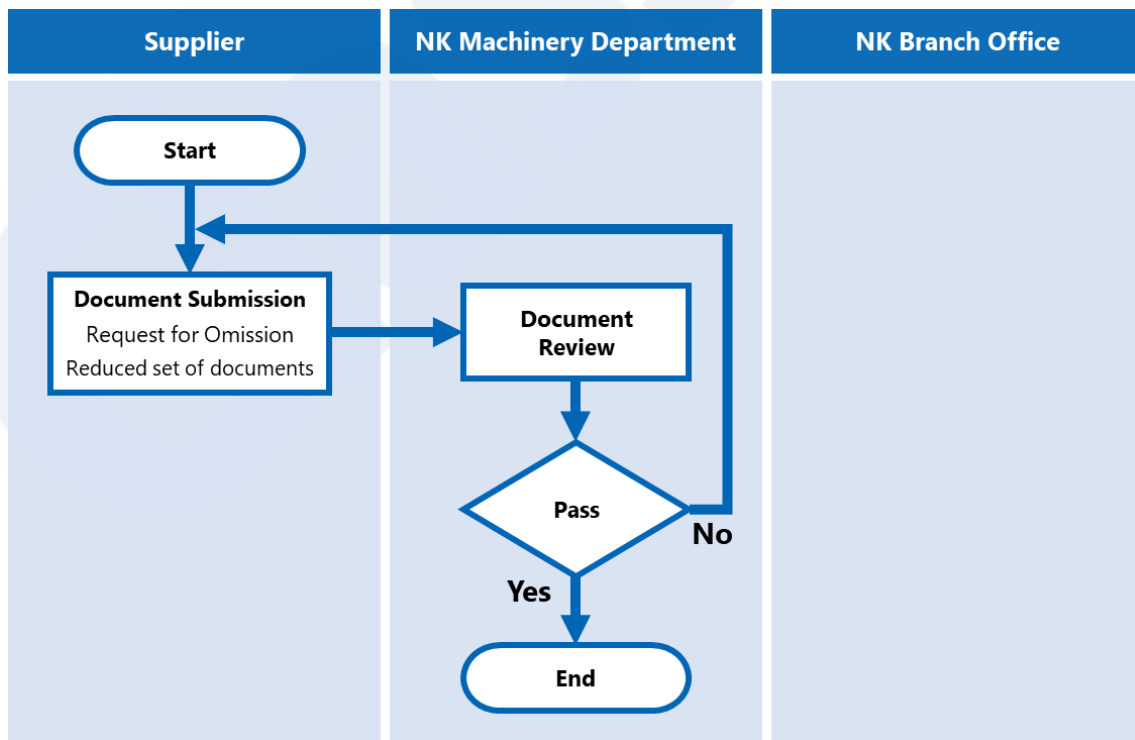 Supplier
NK Machinery Department
NK Branch Office
Start
Document Submission
Request for Omission
Reduced set of documents
Document
Review
Pass
No
Yes
End